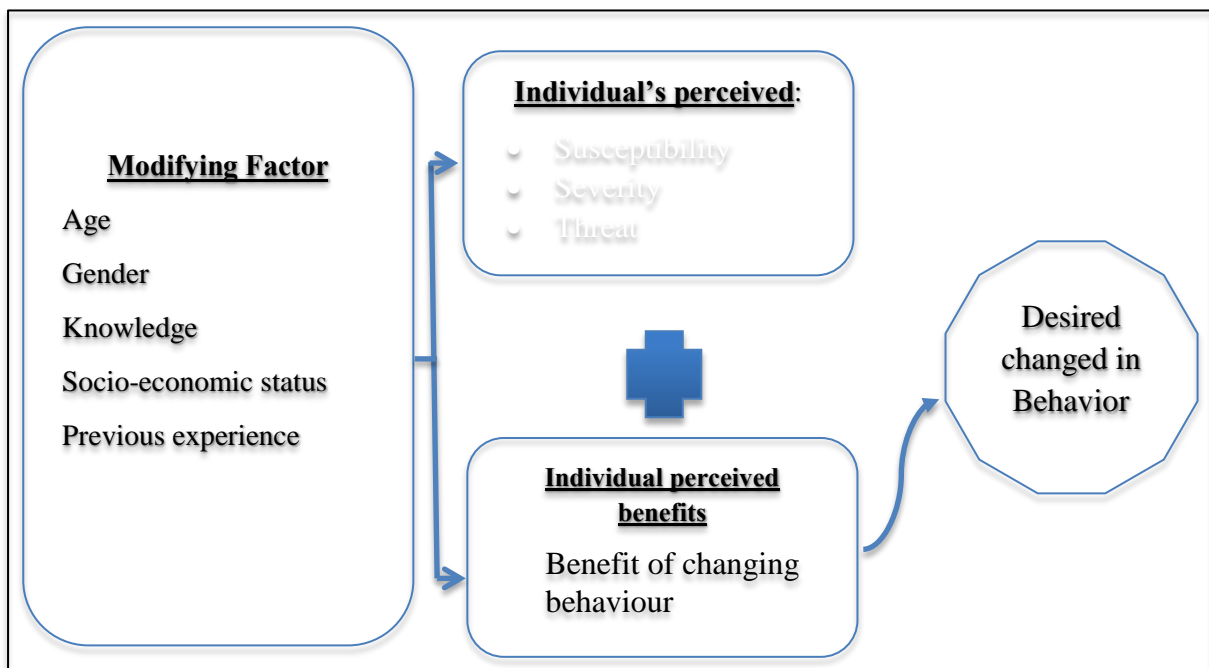 Modifying Factor
Age
Gender
Knowledge
Socio-economic status
Previous experience
Individual's perceived:
• Susceptibility
• Severity
• Threat
Individual perceived
benefits
Benefit of changing
behaviour
Desired
changed in
Behavior